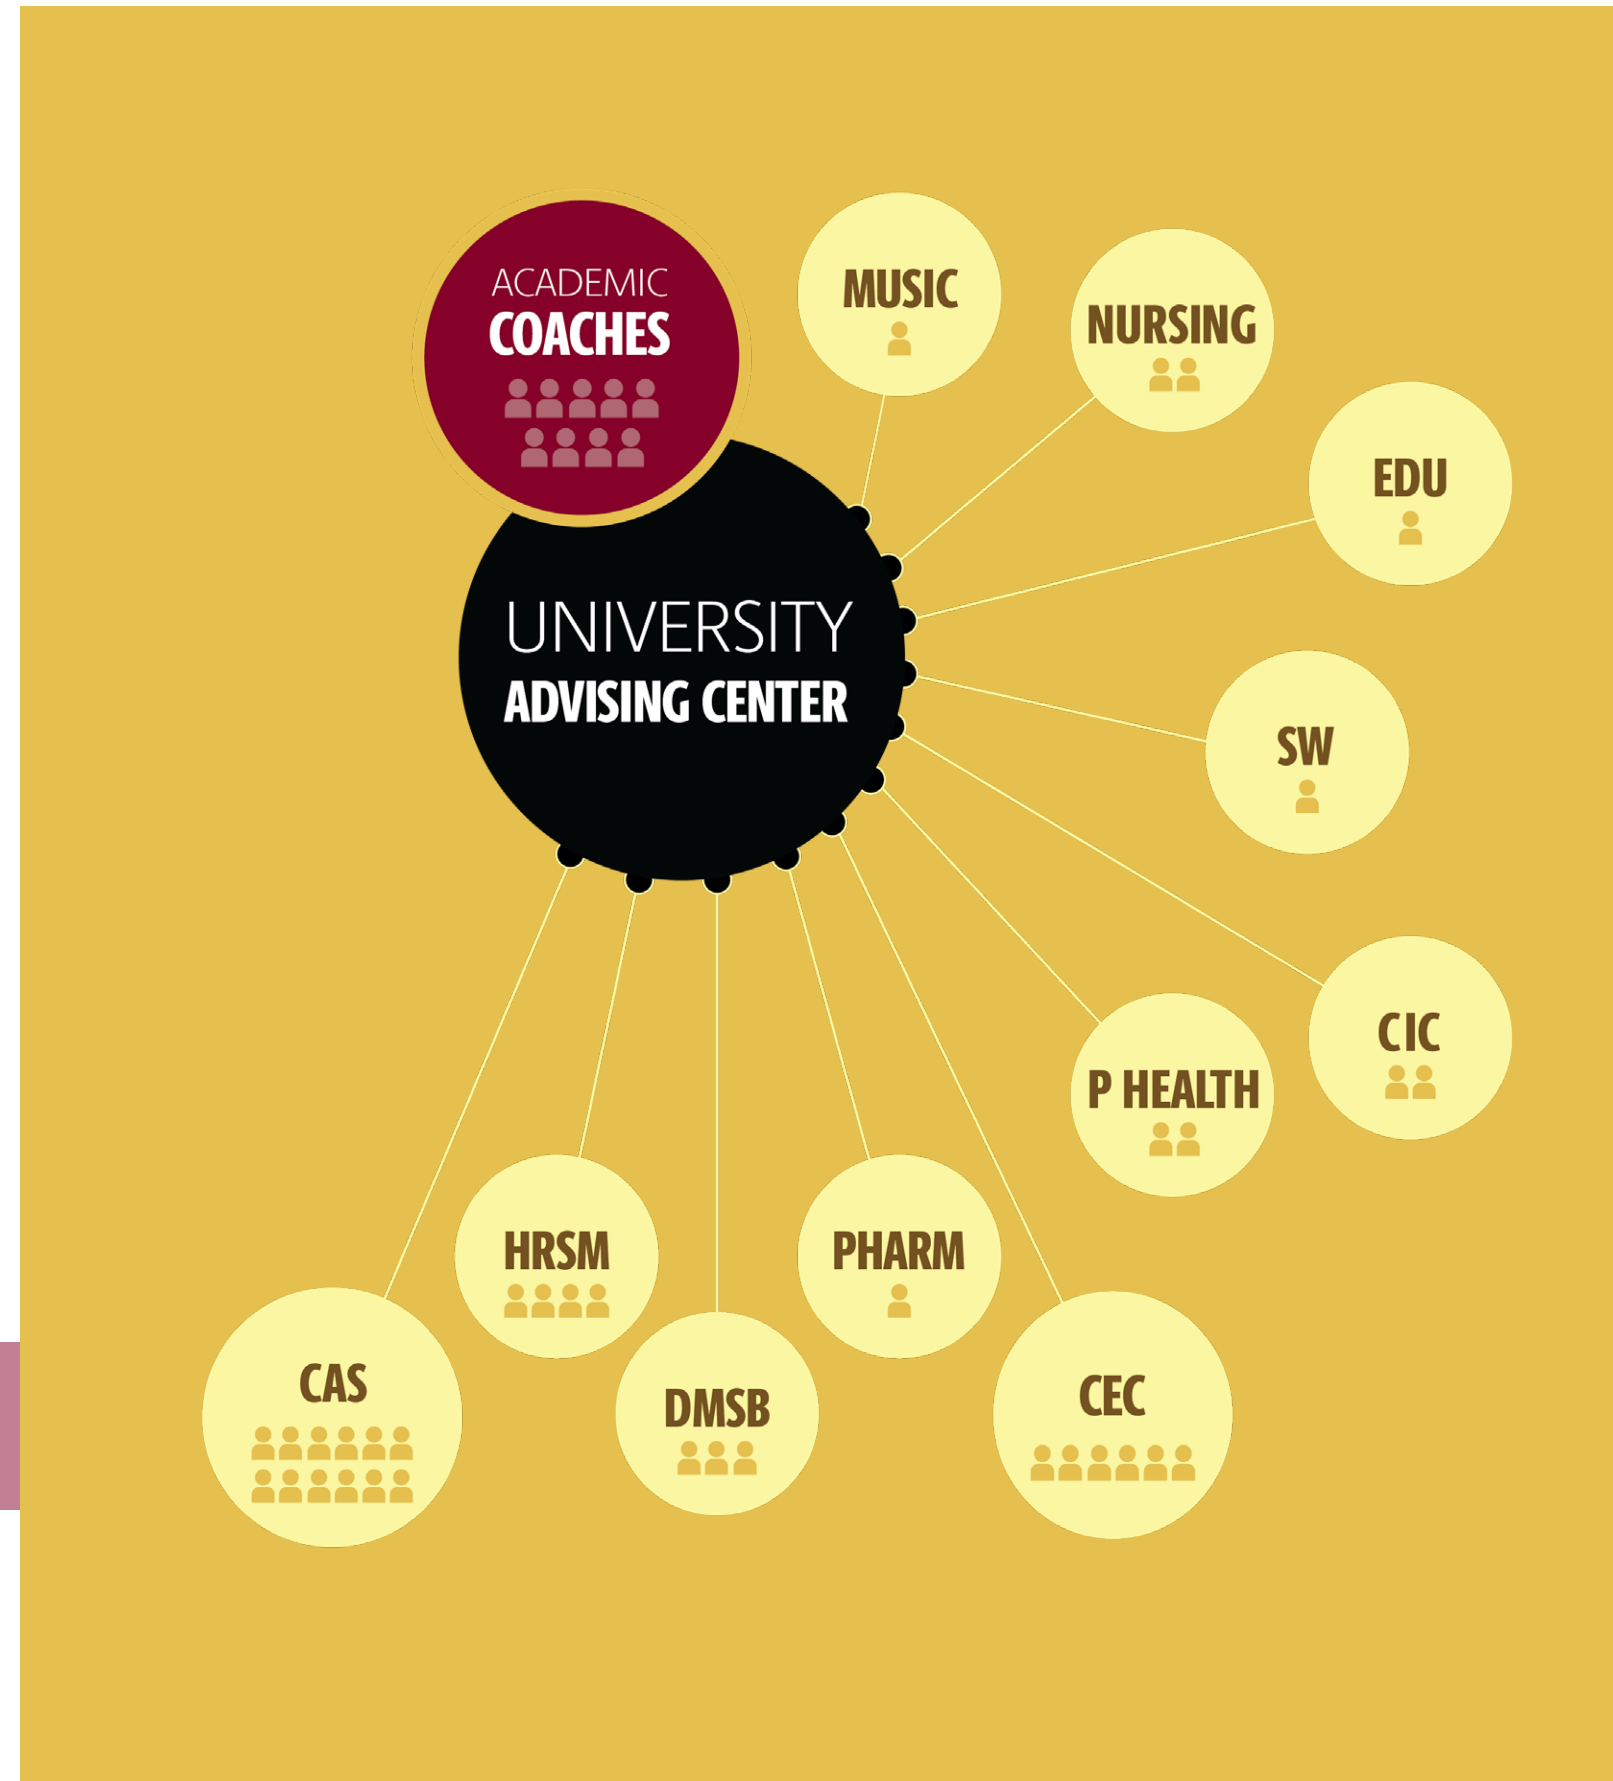 ACADEMIC
COACHES
MUSIC
NURSING
EDU
UNIVERSITY
ADVISING CENTER
SW
CIC
P HEALTH
HRSM
PHARM
CAS
DMSB
CEC